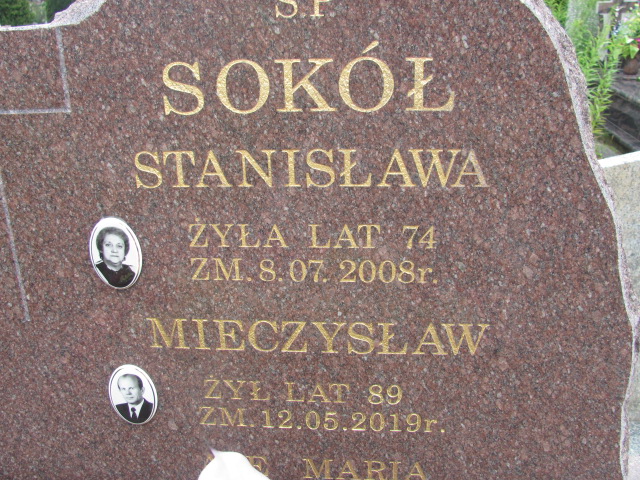 Ś.P
SOKÓŁ
STANISŁAWA
ŻYŁA LAT 74
ZM. 8.07. 2008r.
MIECZYSŁAW
ŻYŁ LAT 89
ZM. 12.05.2019r.
MARIA